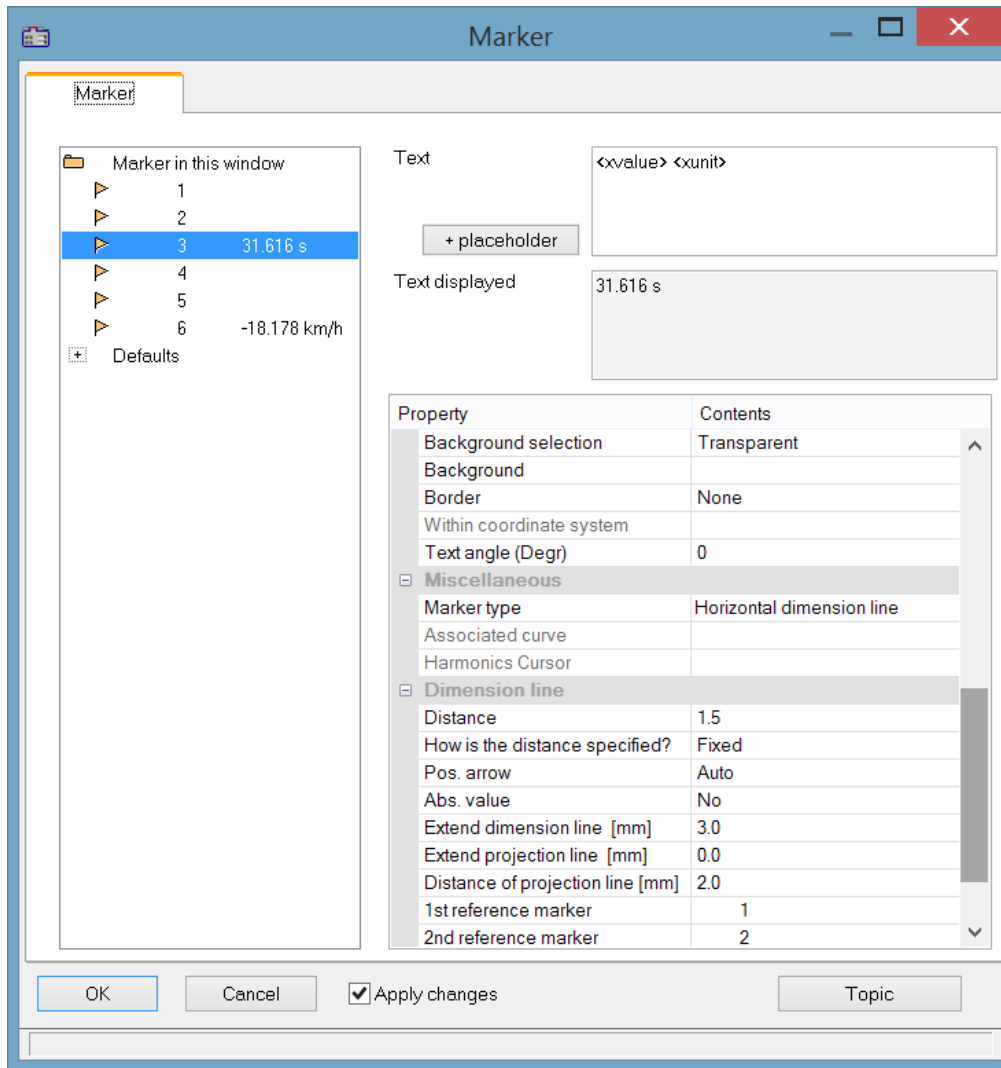 Marker
Marker
Marker in this window
1
2
3 31.616 s
4
5
6 -18.178 km/h
Defaults
Text
<xvalue> <xunit>
+ placeholder
Text displayed
31.616 s
Property Contents
Background selection Transparent
Background
Border None
Within coordinate system
Text angle (Degr) 0
Miscellaneous
Marker type Horizontal dimension line
Associated curve
Harmonics Cursor
Dimension line
Distance 1.5
How is the distance specified? Fixed
Pos. arrow Auto
Abs. value No
Extend dimension line [mm] 3.0
Extend projection line [mm] 0.0
Distance of projection line [mm] 2.0
1st reference marker 1
2nd reference marker 2
OK Cancel Apply changes Topic